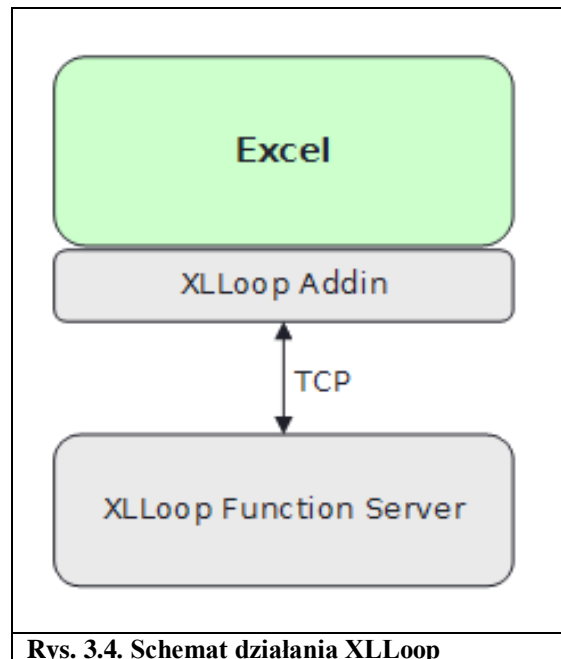 Excel
XLLoop Addin
TCP
XLLoop Function Server
Rys. 3.4. Schemat działania XLLoop